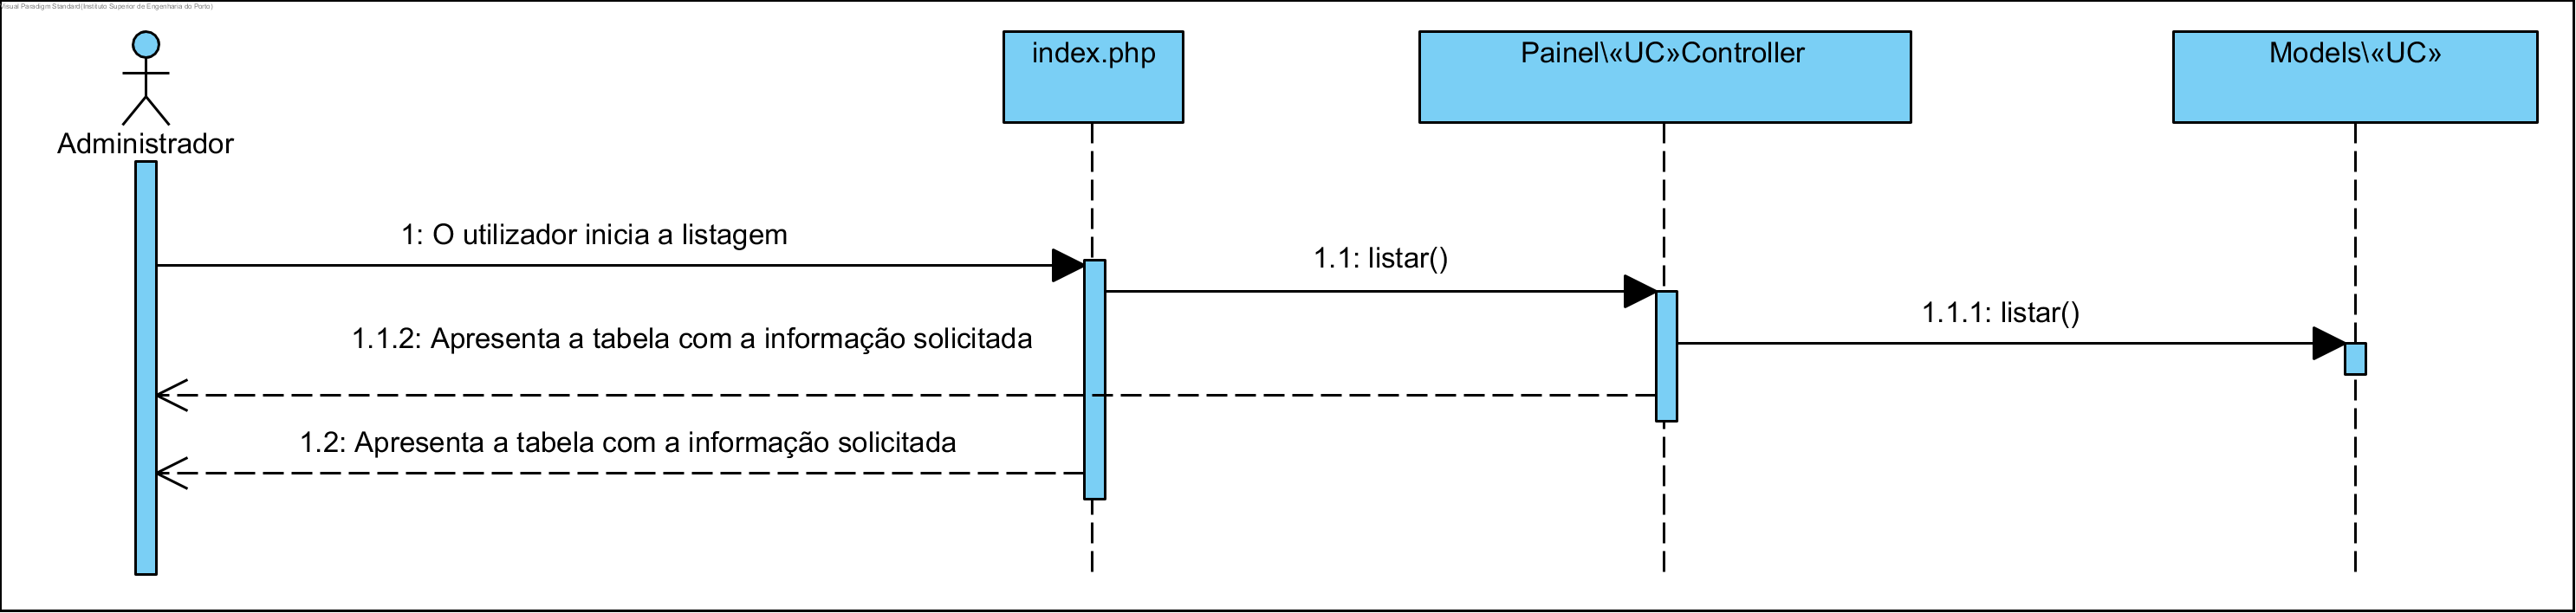 Visual Paradigm Standard(Instituto Superior de Engenharia do Porto)
Administrador
index.php
Painel\«UC»Controller
Models\«UC»
1: O utilizador inicia a listagem
1.1: listar()
1.1.1: listar()
1.1.2: Apresenta a tabela com a informação solicitada
1.2: Apresenta a tabela com a informação solicitada